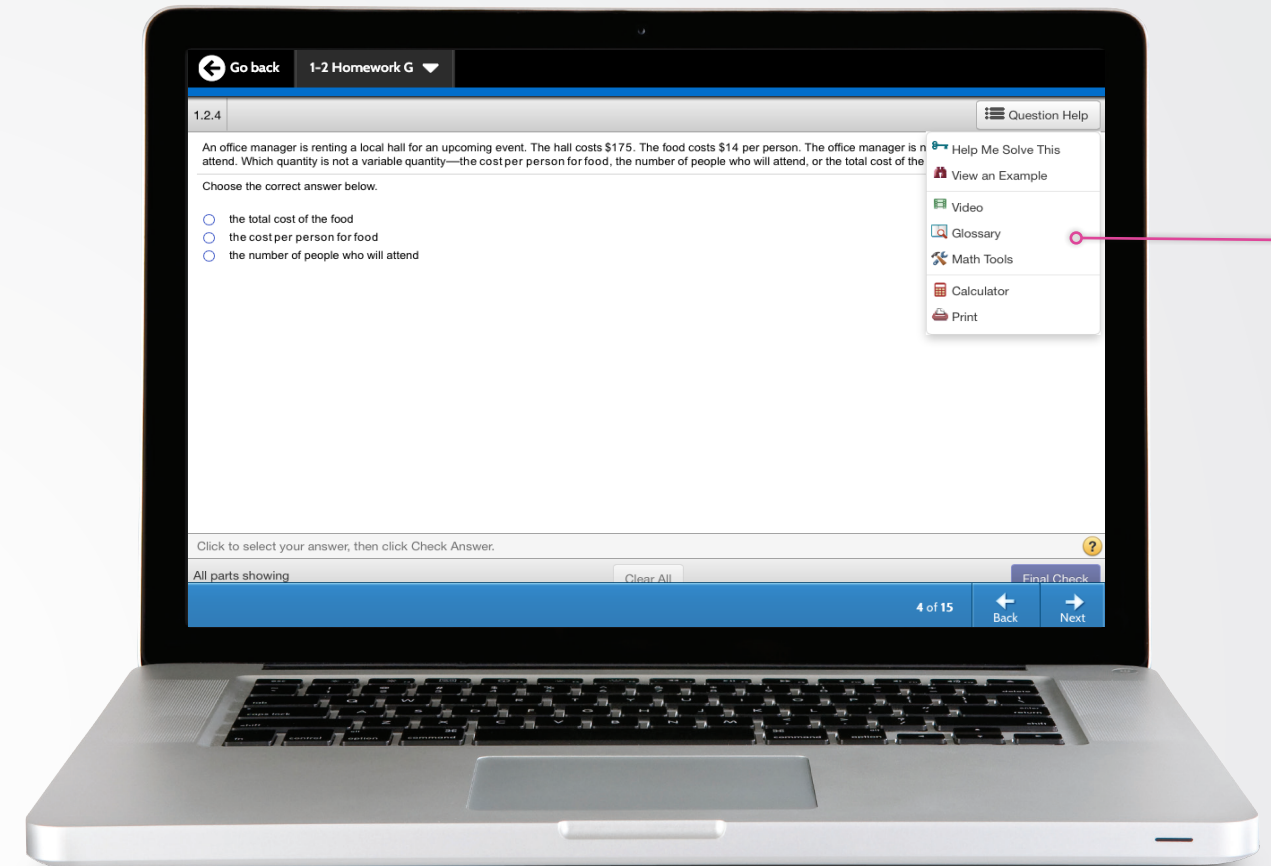 Go back
1-2 Homework G
1.2.4
Question Help
An office manager is renting a local hall for an upcoming event. The hall costs $175. The food costs $14 per person. The office manager is
attend. Which quantity is not a variable quantity—the cost per person for food, the number of people who will attend, or the total cost of the
Choose the correct answer below.
the total cost of the food
the cost per person for food
the number of people who will attend
Help Me Solve This
View an Example
Video
Glossary
Math Tools
Calculator
Print
Click to select your answer, then click Check Answer.
?
All parts showing
Clear All
Final Check
4 of 15
Back
Next